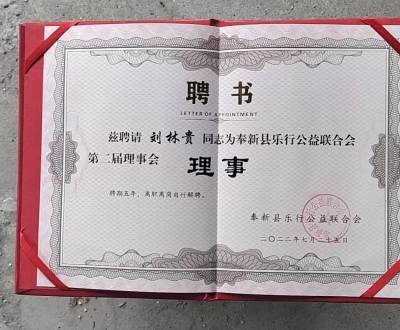 聘书
LETTER OF APPOINTMENT
兹聘请 刘林贵 同志为奉新县乐行公益联合会
第二届理事会 理事
聘期五年，离职离岗自行解聘。
奉新县乐行公益联合会
二〇二二年七月二十五日